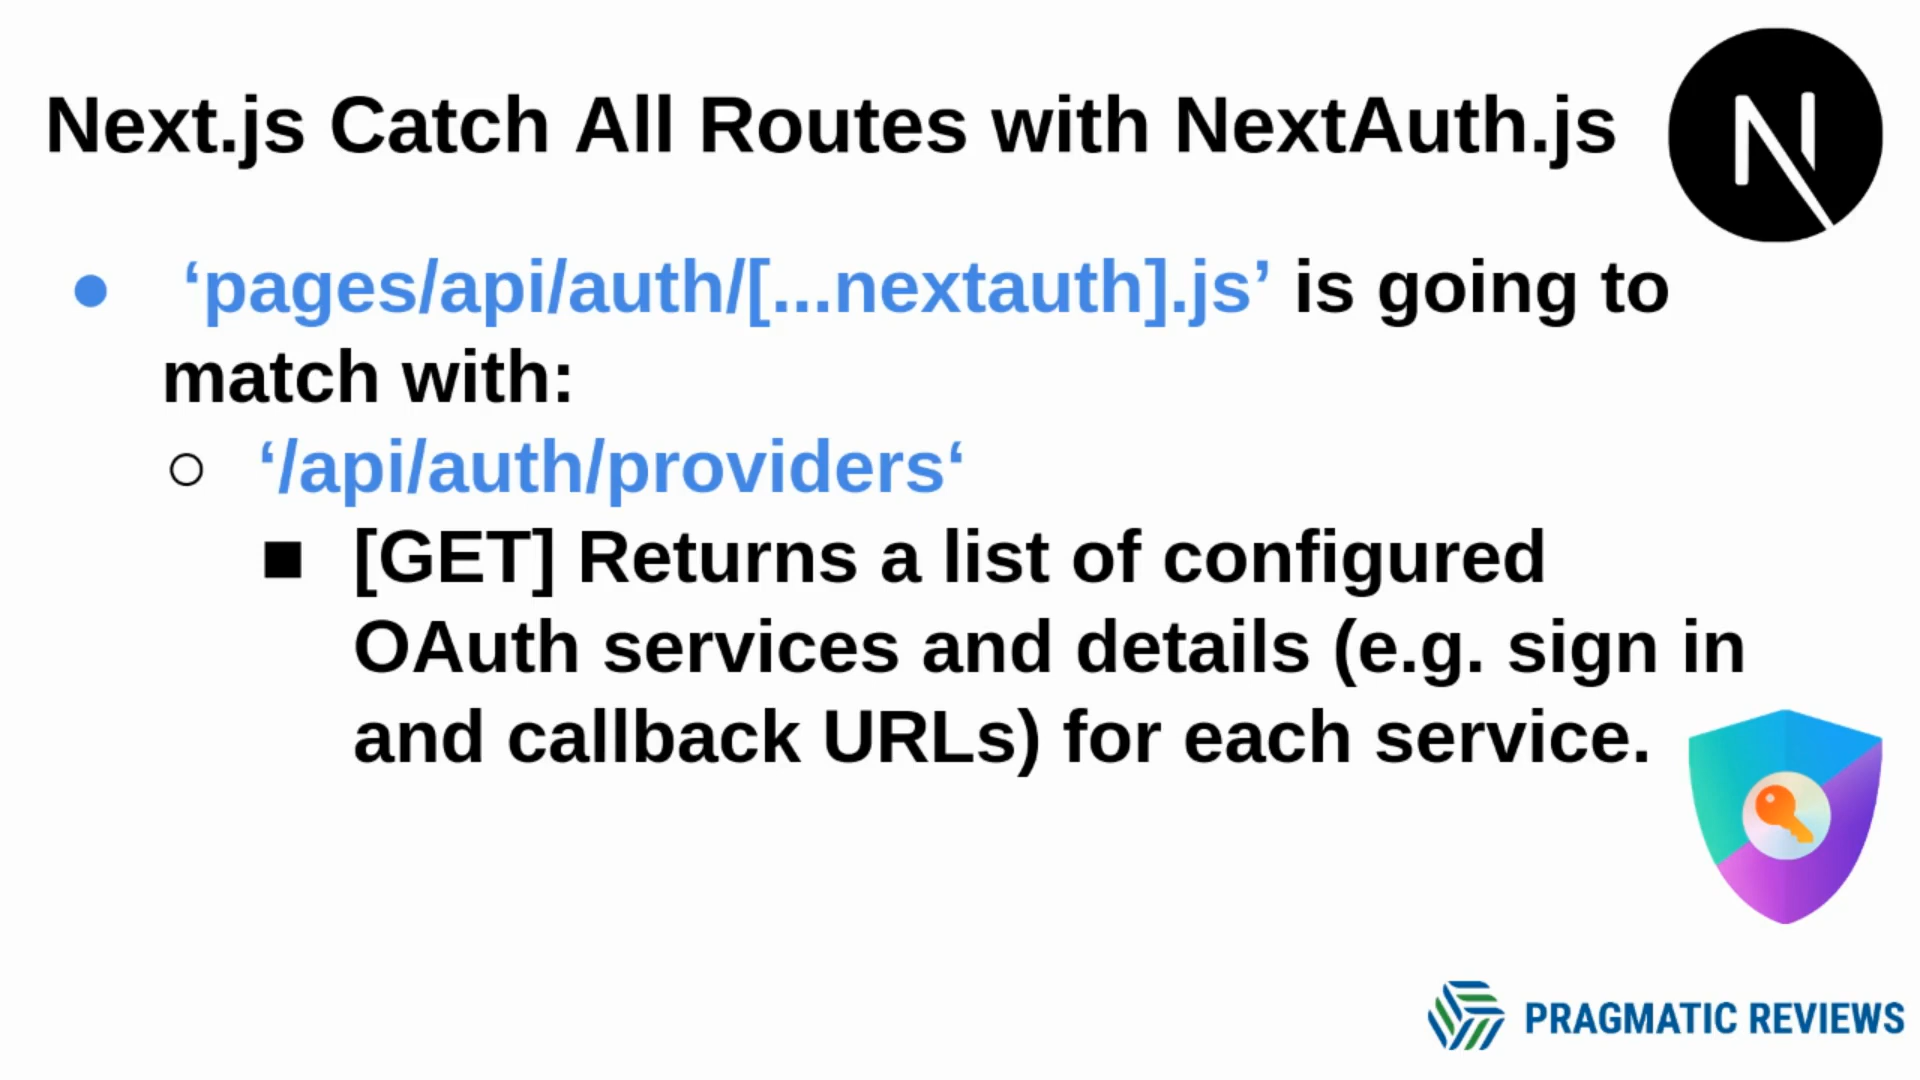 Next.js Catch All Routes with NextAuth.js
● ‘pages/api/auth/[...nextauth].js’ is going to
match with:
○ ‘/api/auth/providers‘
■ [GET] Returns a list of configured
OAuth services and details (e.g. sign in
and callback URLs) for each service.
PRAGMATIC REVIEWS